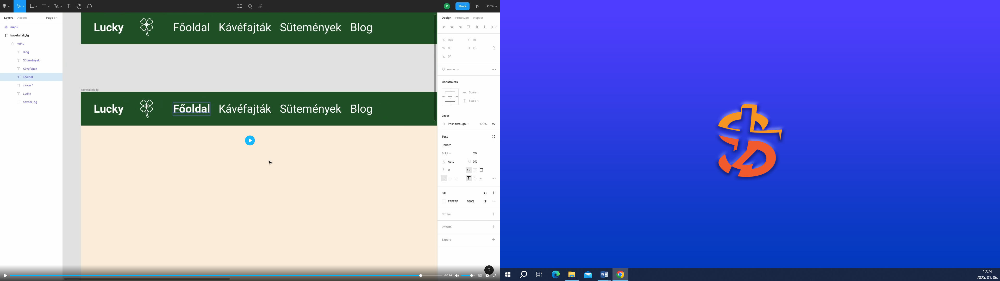 P
Share
216%
Layers
Assets
Page 1
Design
Prototype
Inspect
menu
kavefajtak_lg
menu
Blog
Sütemények
Kávéfajták
Főoldal
clover 1
Lucky
navbar_bg
Lucky
Főoldal
Kávéfajták
Sütemények
Blog
kavefajtak_lg
Lucky
Főoldal
Kávéfajták
Sütemények
Blog
X 164
Y 19
W 66
H 23
0°
menu
Constraints
Scale
Scale
Layer
Pass through
100%
Text
Roboto
Bold
20
A Auto
|A| 0%
0
Fill
FFFFFF
100%
Stroke
Effects
Export
?
-00:16
W
12:24
2025. 01. 06.